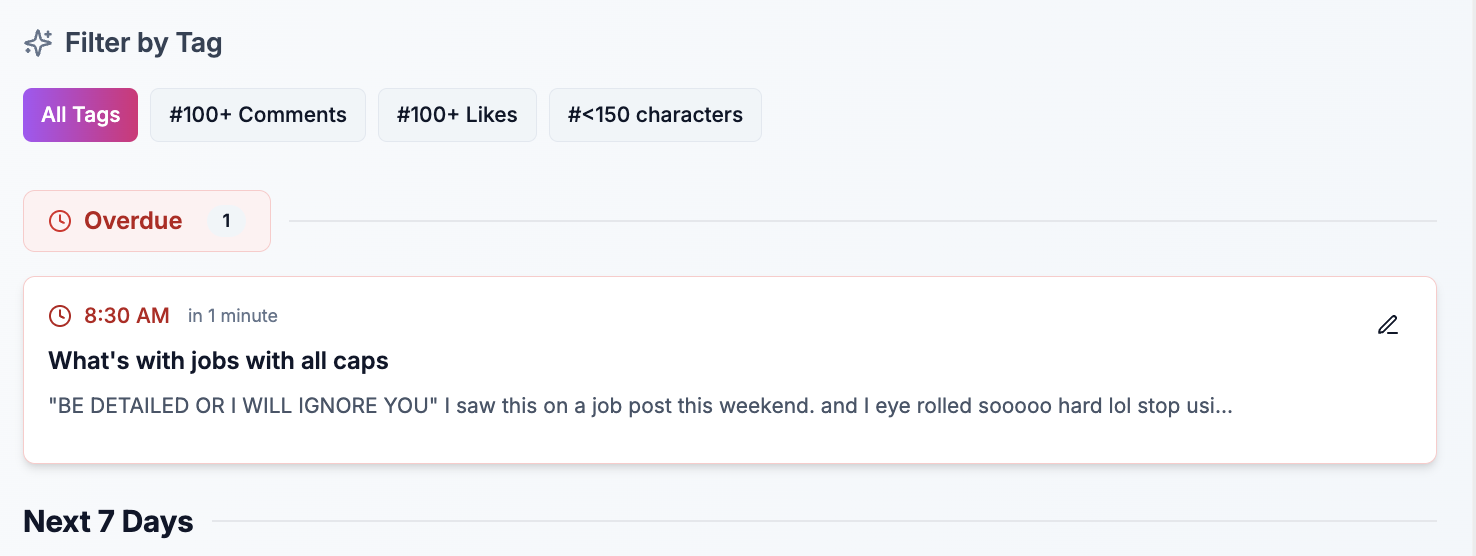 Filter by Tag
All Tags #100+ Comments #100+ Likes #<150 characters
Overdue 1
8:30 AM in 1 minute
What's with jobs with all caps
"BE DETAILED OR I WILL IGNORE YOU" I saw this on a job post this weekend. and I eye rolled sooooo hard lol stop usi...
Next 7 Days